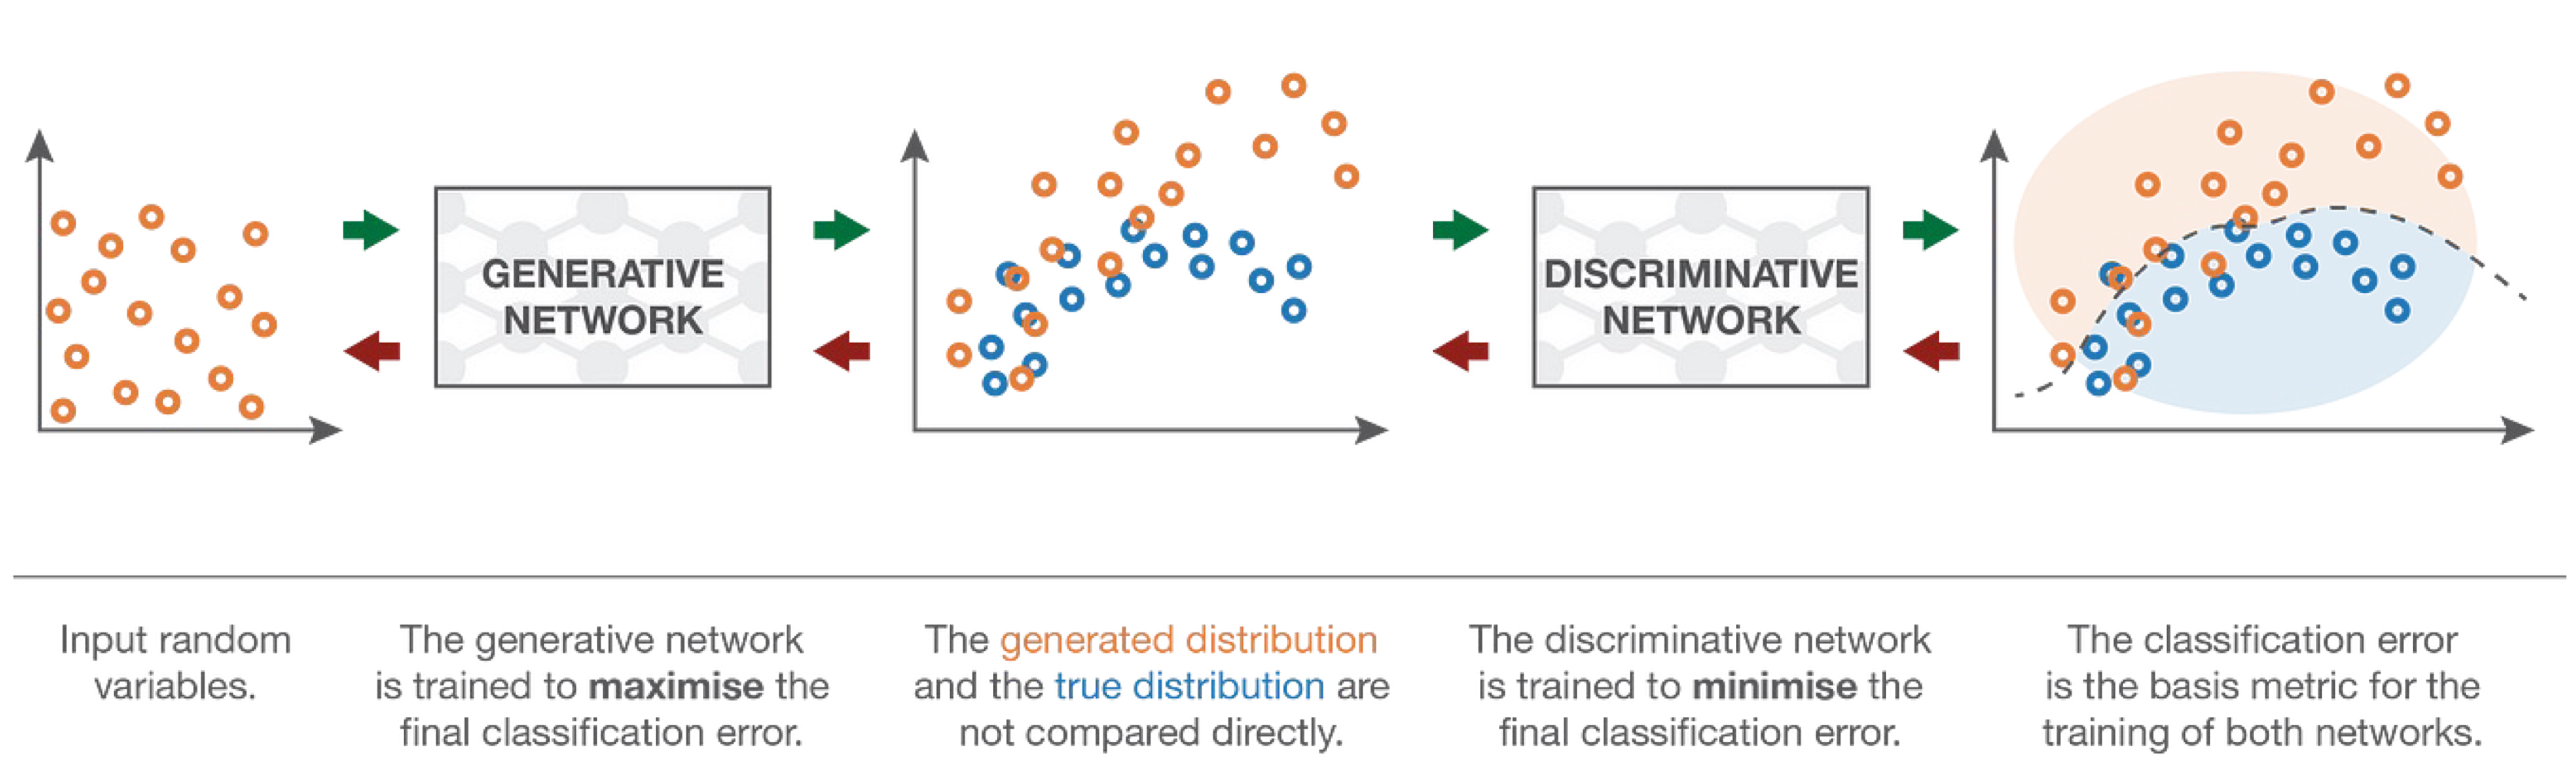 GENERATIVE
NETWORK
DISCRIMINATIVE
NETWORK
Input random
variables.
The generative network
is trained to maximise the
final classification error.
The generated distribution
and the true distribution are
not compared directly.
The discriminative network
is trained to minimise the
final classification error.
The classification error
is the basis metric for the
training of both networks.